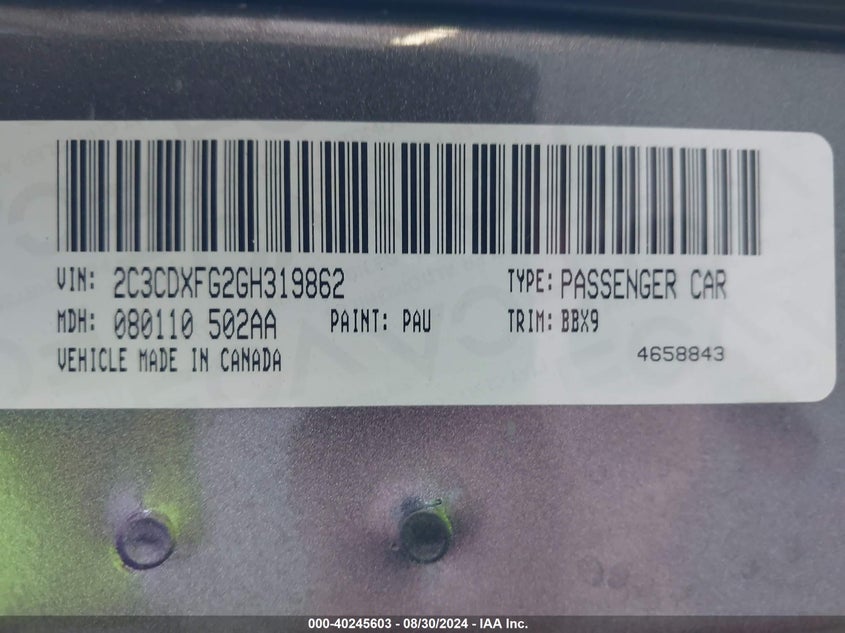 VIN: 2C3CDXFG2GH319862 TYPE: PASSENGER CAR
MDH: 080110 502AA PAINT: PAU TRIM: BBX9
VEHICLE MADE IN CANADA 4658843
000-40245603 - 08/30/2024 - IAA Inc.